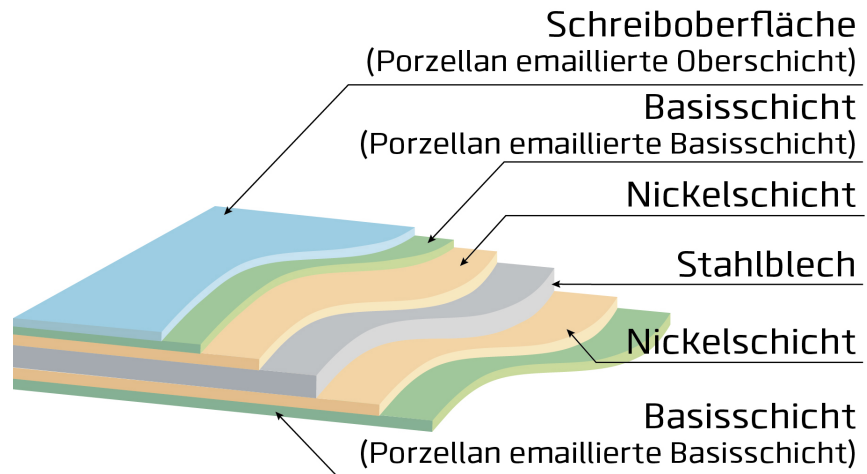 Schreiboberfläche
(Porzellan emaillierte Oberschicht)
Basisschicht
(Porzellan emaillierte Basisschicht)
Nickelschicht
Stahlblech
Nickelschicht
Basisschicht
(Porzellan emaillierte Basisschicht)